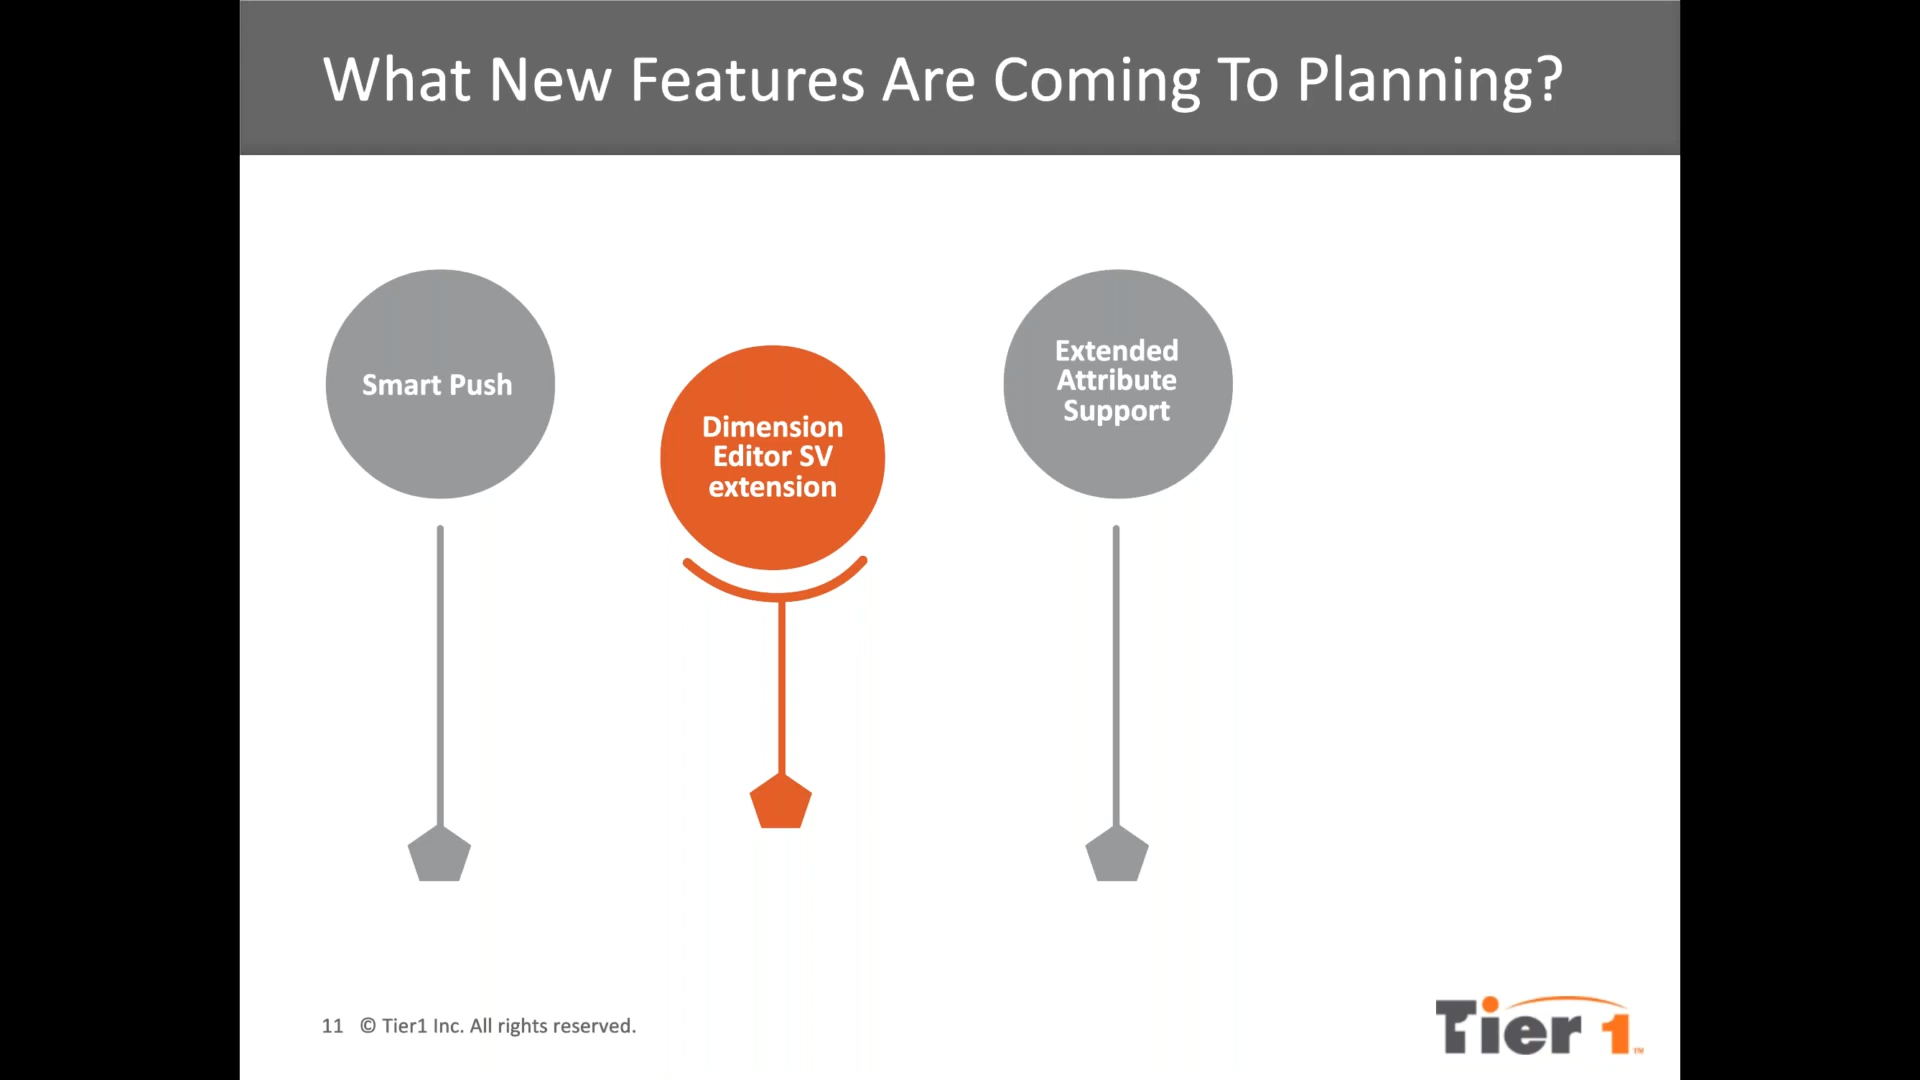 What New Features Are Coming To Planning?
Smart Push
Dimension
Editor SV
extension
Extended
Attribute
Support
11 © Tier1 Inc. All rights reserved.
Tier 1™